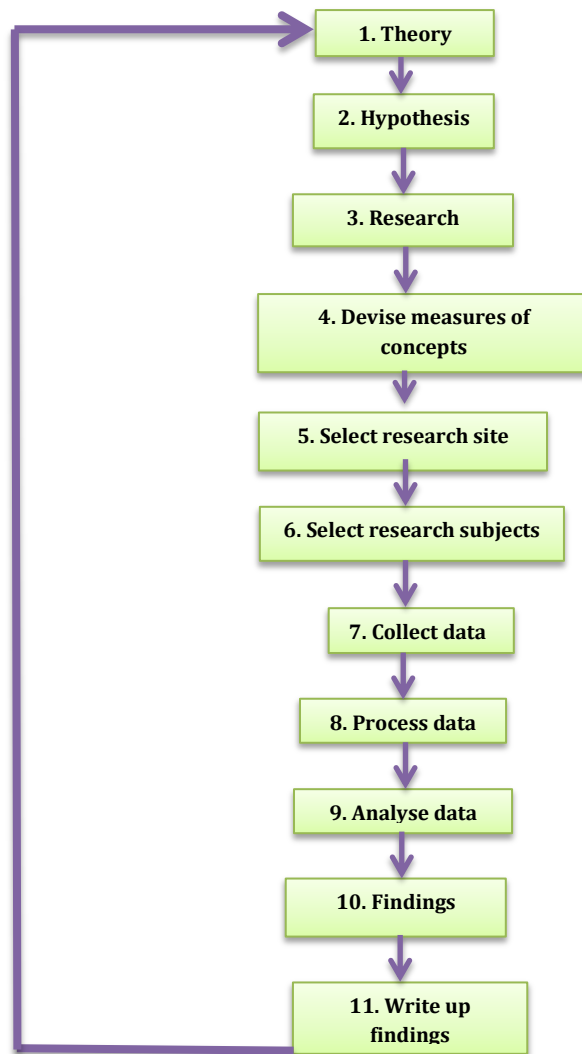 1. Theory
2. Hypothesis
3. Research
4. Devise measures of
concepts
5. Select research site
6. Select research subjects
7. Collect data
8. Process data
9. Analyse data
10. Findings
11. Write up
findings